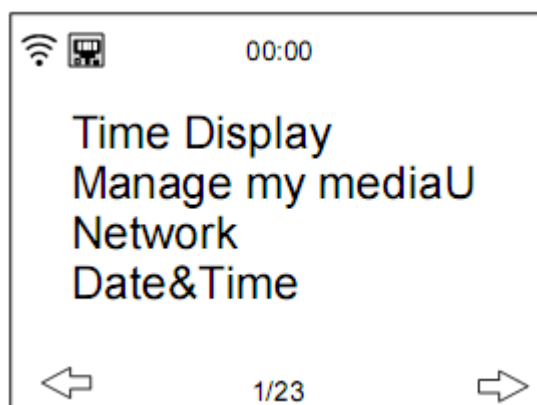 00:00
Time Display
Manage my mediaU
Network
Date&Time
1/23